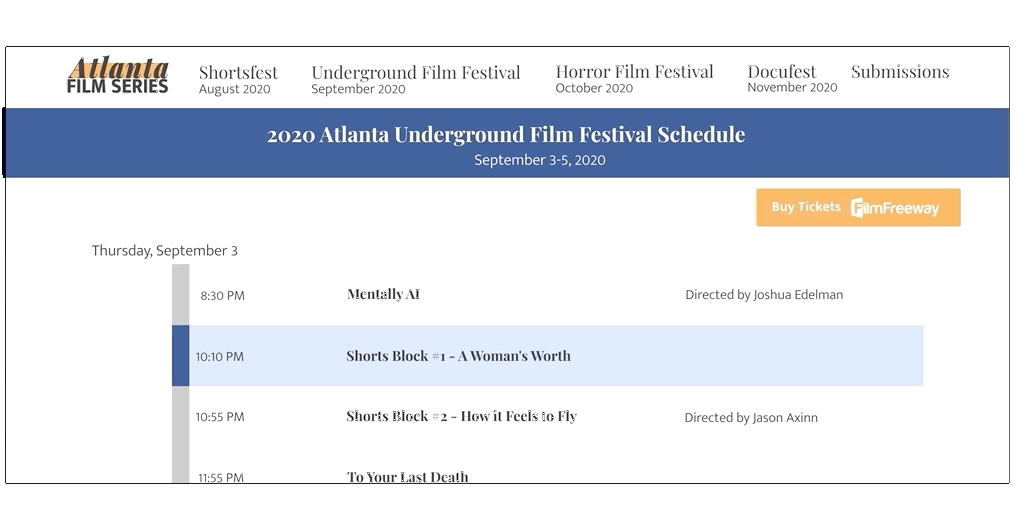 Atlanta
FILM SERIES
Shortsfest
August 2020
Underground Film Festival
September 2020
Horror Film Festival
October 2020
Docufest
November 2020
Submissions
2020 Atlanta Underground Film Festival Schedule
September 3-5, 2020
Buy Tickets FilmFreeway
Thursday, September 3
8:30 PM Mentally Al Directed by Joshua Edelman
10:10 PM Shorts Block #1 - A Woman's Worth
10:55 PM Shorts Block #2 - How it Feels to Fly Directed by Jason Axinn
11:55 PM To Your Last Death